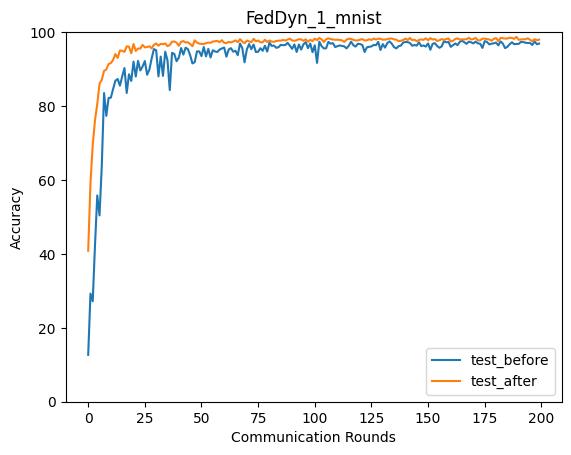 FedDyn_1_mnist
Accuracy
100
80
60
40
20
0
0 25 50 75 100 125 150 175 200
Communication Rounds
test_before
test_after